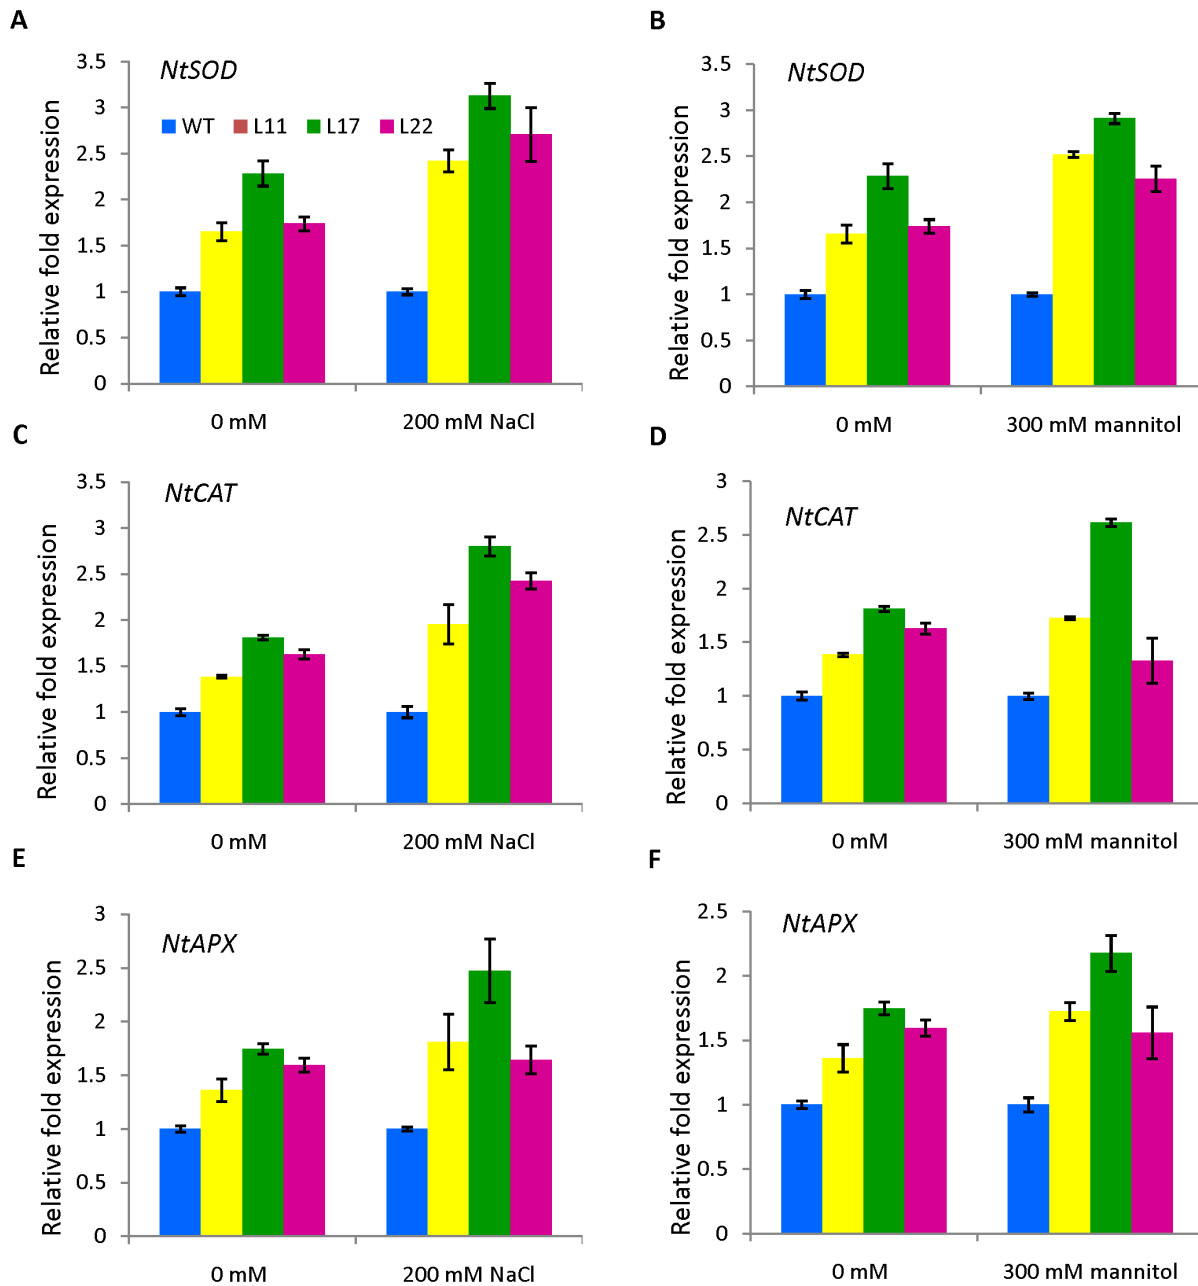 A
Relative fold expression
3.5
3
2.5
2
1.5
1
0.5
0
NtSOD
WT L11 L17 L22
0 mM 200 mM NaCl
B
Relative fold expression
3.5
3
2.5
2
1.5
1
0.5
0
NtSOD
0 mM 300 mM mannitol
C
Relative fold expression
3.5
3
2.5
2
1.5
1
0.5
0
NtCAT
0 mM 200 mM NaCl
D
Relative fold expression
3
2.5
2
1.5
1
0.5
0
NtCAT
0 mM 300 mM mannitol
E
Relative fold expression
3
2.5
2
1.5
1
0.5
0
NtAPX
0 mM 200 mM NaCl
F
Relative fold expression
2.5
2
1.5
1
0.5
0
NtAPX
0 mM 300 mM mannitol